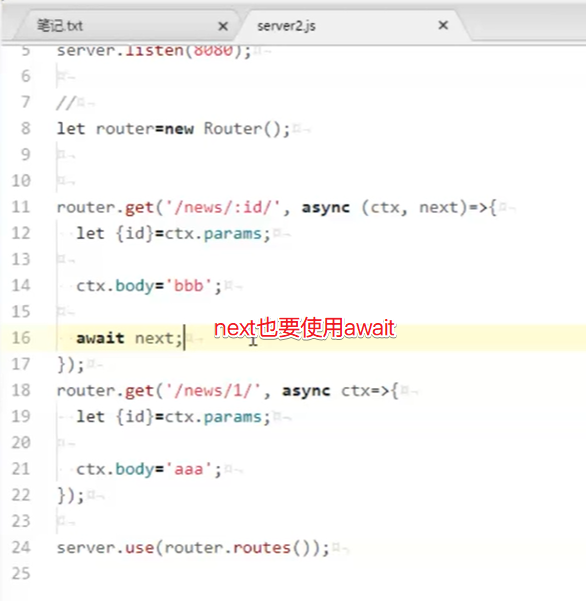 笔记.txt × server2.js ×
5 server.listen(8080);
6
7 //
8 let router=new Router();
9
10
11 router.get('/news/:id/', async (ctx, next)=>{
12 let {id}=ctx.params;
13
14 ctx.body='bbb';
15
next也要使用await
16 await next;
17 });
18 router.get('/news/1/', async ctx=>{
19 let {id}=ctx.params;
20
21 ctx.body='aaa';
22 });
23
24 server.use(router.routes());
25